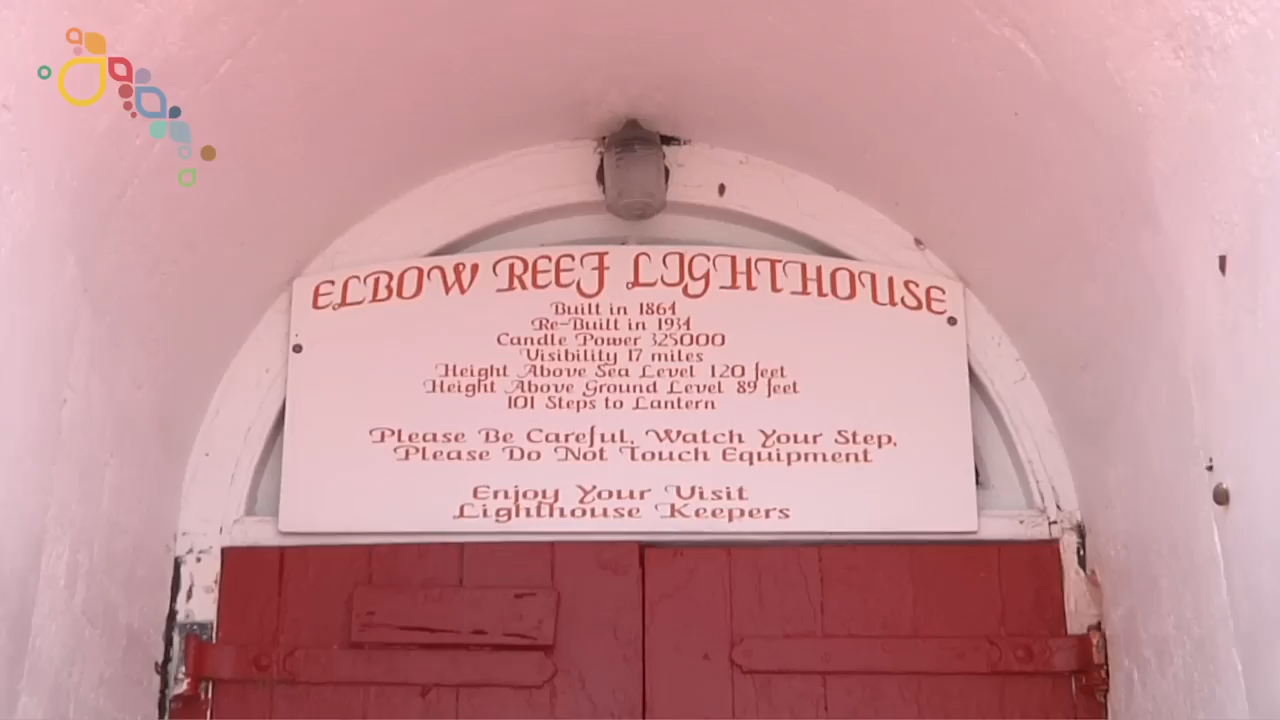 ELBOW REEF LIGHTHOUSE
Built in 1864
Re-Built in 1934
Candle Power 325000
Visibility 17 miles
Height Above Sea Level 120 feet
Height Above Ground Level 89 feet
101 Steps to Lantern
Please Be Careful, Watch Your Step,
Please Do Not Touch Equipment
Enjoy Your Visit
Lighthouse Keepers